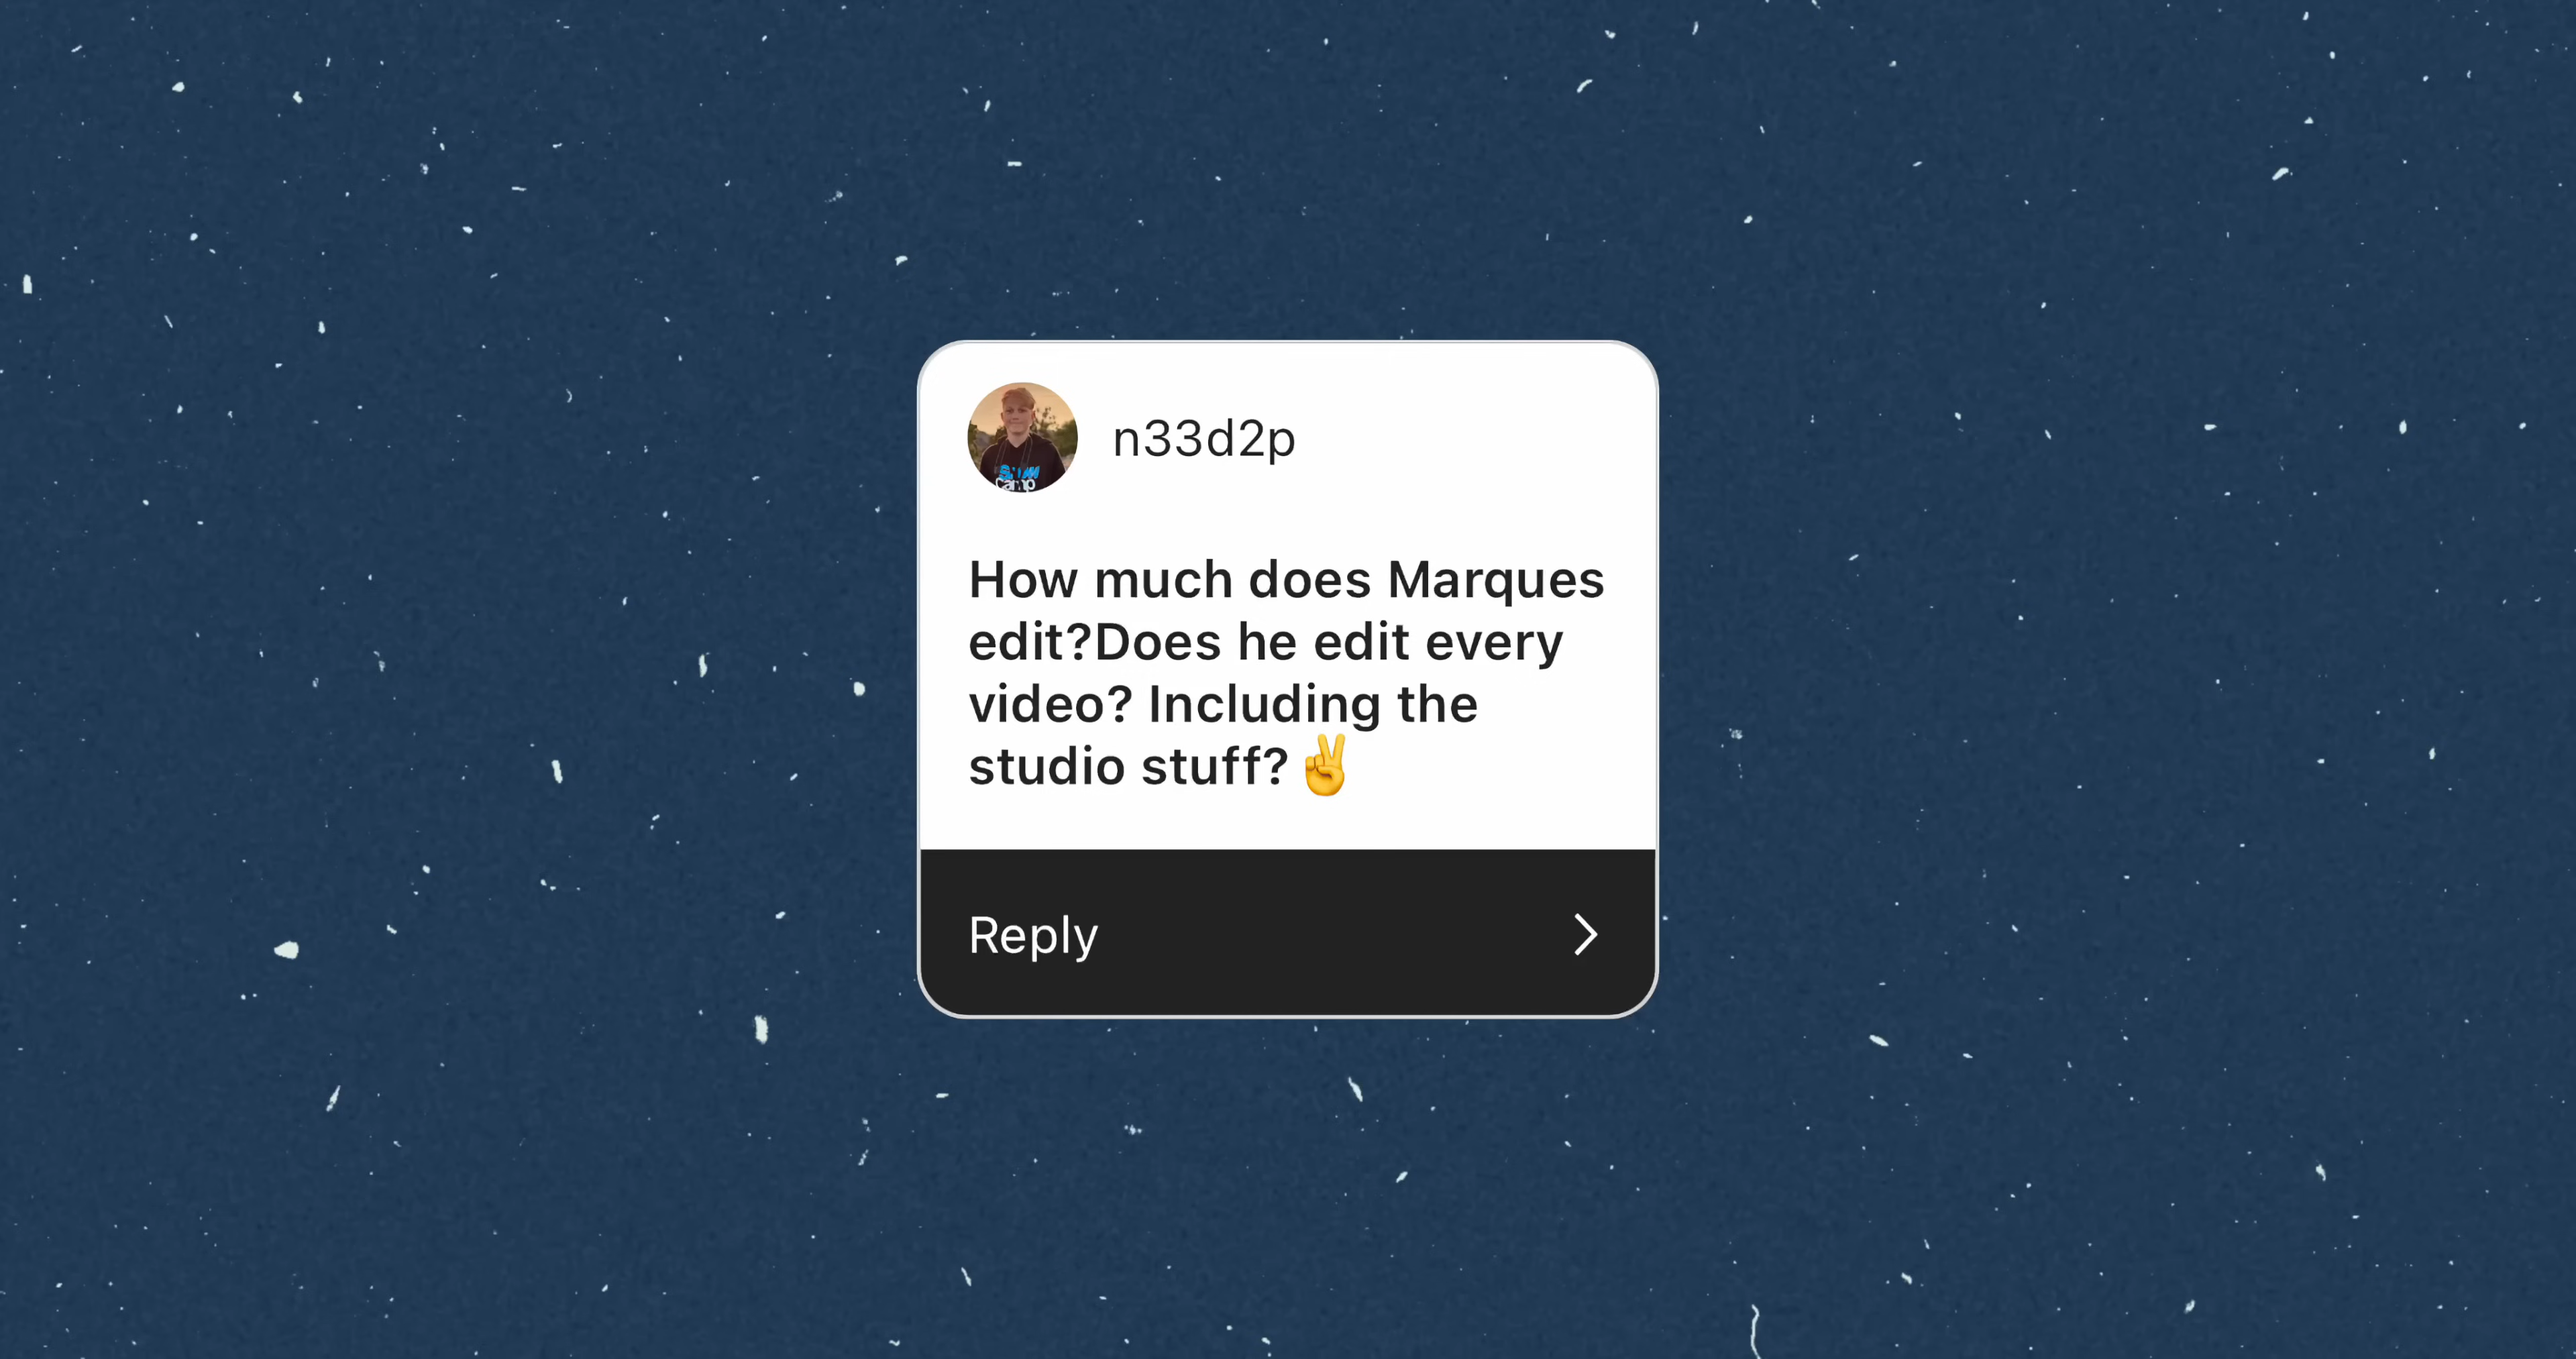 n33d2p
How much does Marques
edit?Does he edit every
video? Including the
studio stuff?✌️
Reply